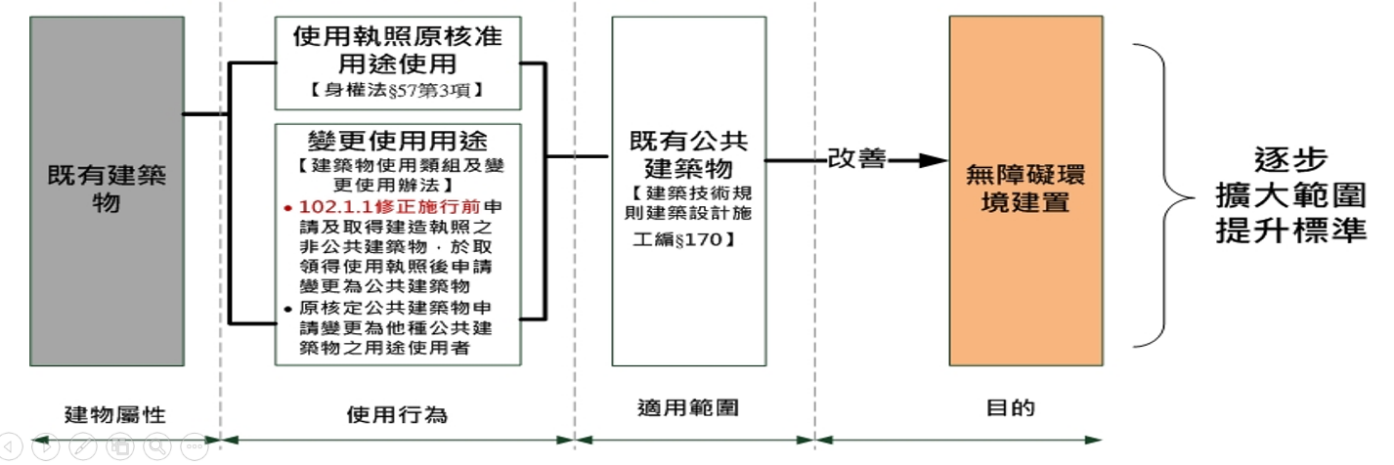 既有建築
物
使用執照原核准
用途使用
【身權法§57第3項】
變更使用用途
【建築物使用類組及變
更使用辦法】
• 102.1.1修正施行前申
請及取得建造執照之
非公共建築物，於取
領得使用執照後申請
變更為公共建築物
• 原核定公共建築物申
請變更為他種公共建
築物之用途使用者
既有公共
建築物
【建築技術規
則建築設計施
工編§170】
改善
無障礙環
境建置
逐步
擴大範圍
提升標準
建物屬性
使用行為
適用範圍
目的